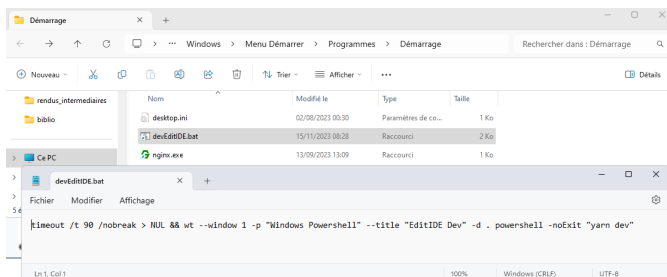 Démarrage
Windows > Menu Démarrer > Programmes > Démarrage
Rechercher dans : Démarrage
Nouveau
Trier
Afficher
Détails
rendus_intermediaires
biblio
Ce PC
Nom Modifié le Type Taille
desktop.ini 02/08/2023 00:30 Paramètres de co... 1 Ko
devEditIDE.bat 15/11/2023 08:28 Raccourci 2 Ko
nginx.exe 13/09/2023 13:09 Raccourci 1 Ko
devEditIDE.bat
Fichier Modifier Affichage
timeout /t 90 /nobreak > NUL && wt --window 1 -p "Windows Powershell" --title "EditIDE Dev" -d . powershell -noExit "yarn dev"
Ln 1, Col 1 100% Windows (CRLF) UTF-8